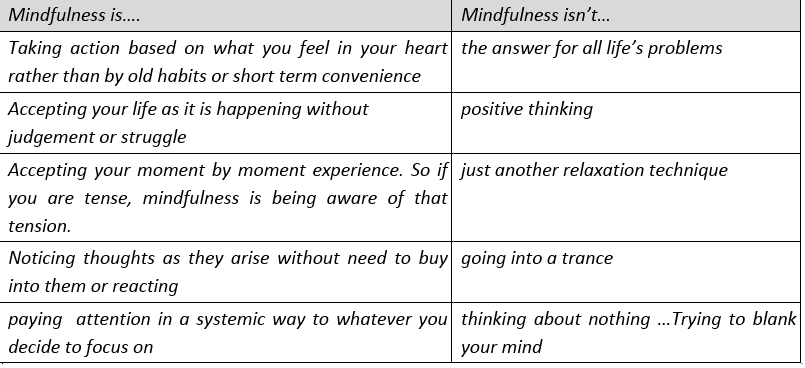 Mindfulness is....
Mindfulness isn't...
Taking action based on what you feel in your heart
rather than by old habits or short term convenience
the answer for all life's problems
Accepting your life as it is happening without
judgement or struggle
positive thinking
Accepting your moment by moment experience. So if
you are tense, mindfulness is being aware of that
tension.
just another relaxation technique
Noticing thoughts as they arise without need to buy
into them or reacting
going into a trance
paying attention in a systemic way to whatever you
decide to focus on
thinking about nothing ...Trying to blank
your mind